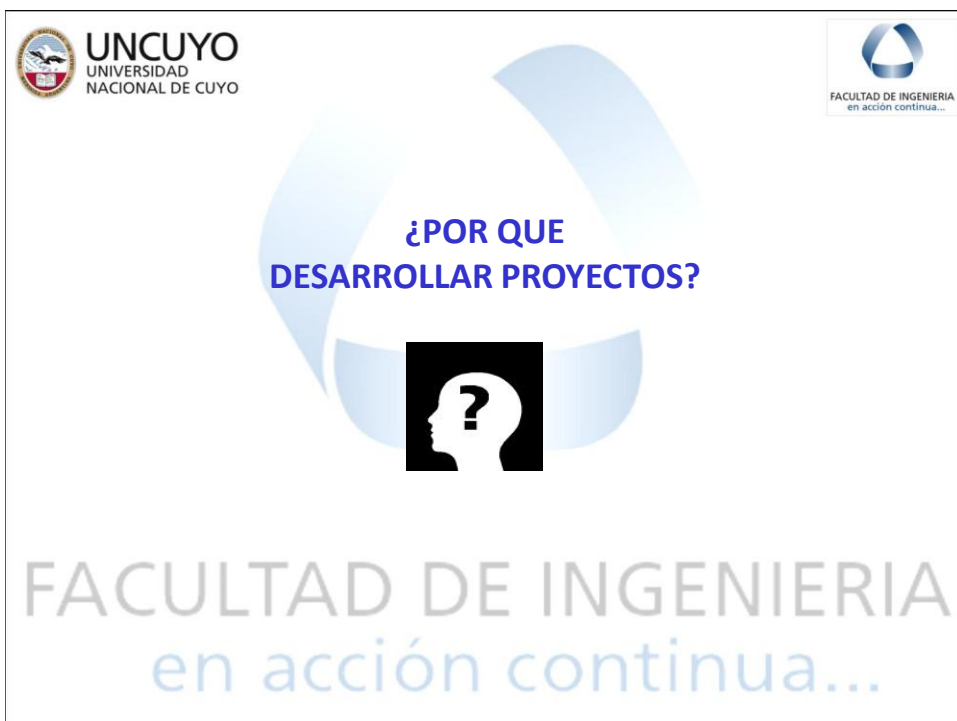 UNCUYO
UNIVERSIDAD
NACIONAL DE CUYO
FACULTAD DE INGENIERIA
en acción continua...
¿POR QUE
DESARROLLAR PROYECTOS?
?
FACULTAD DE INGENIERIA
en acción continua...